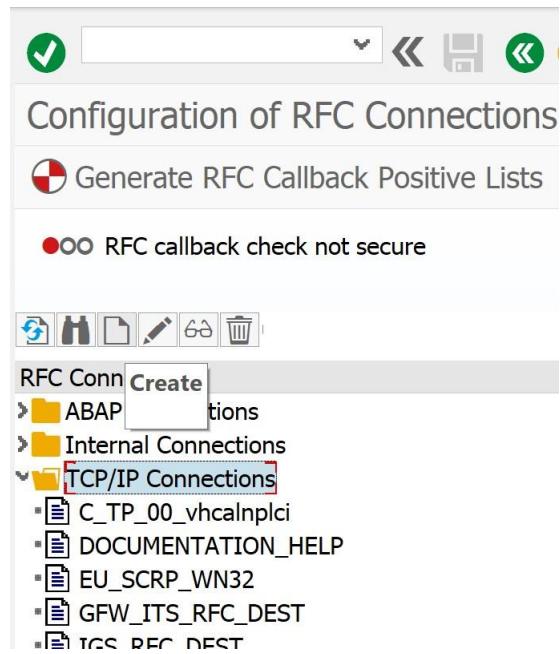 Configuration of RFC Connections
Generate RFC Callback Positive Lists
RFC callback check not secure
RFC Conn
Create
ABAP tions
Internal Connections
TCP/IP Connections
C_TP_00_vhcalnplci
DOCUMENTATION_HELP
EU_SCRP_WN32
GFW_ITS_RFC_DEST
IGS_RFC_DEST